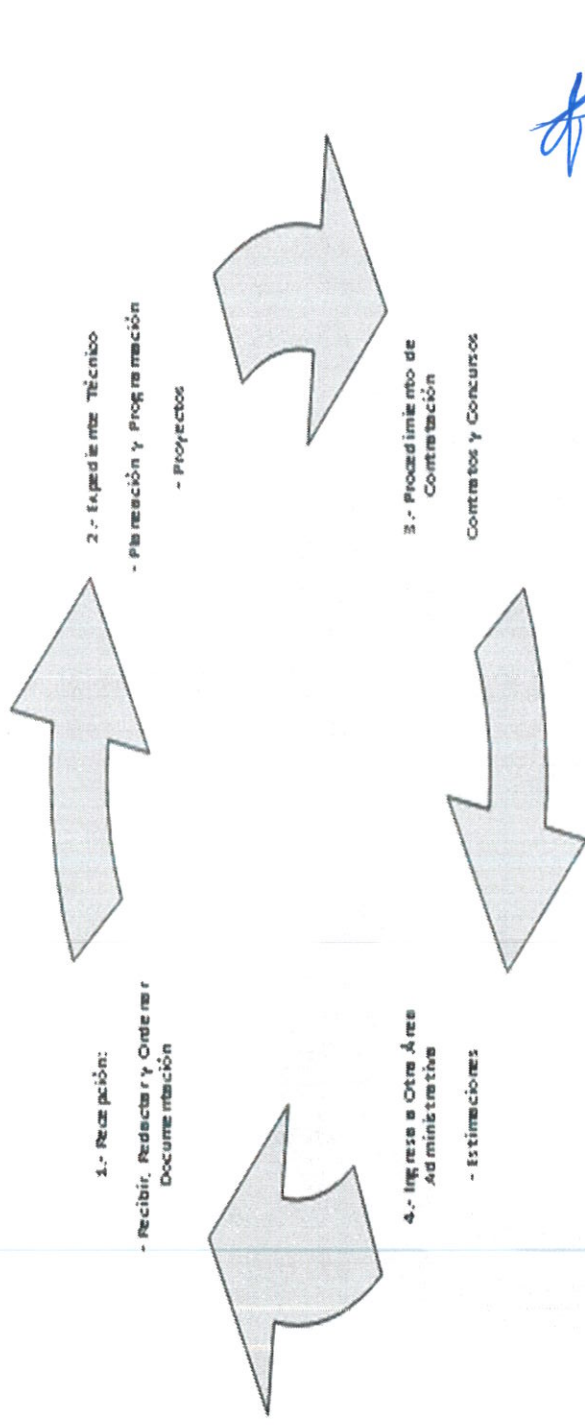 1.- Recepción:
- Recibir, Redactar y Ordenar
Documentación
2.- Expediente Técnico
- Planeación y Programación
- Proyectos
3.- Procedimiento de
Contratación
Contratos y Concursos
4.- Ingresa a Otra Área
Administrativa
- Estimaciones